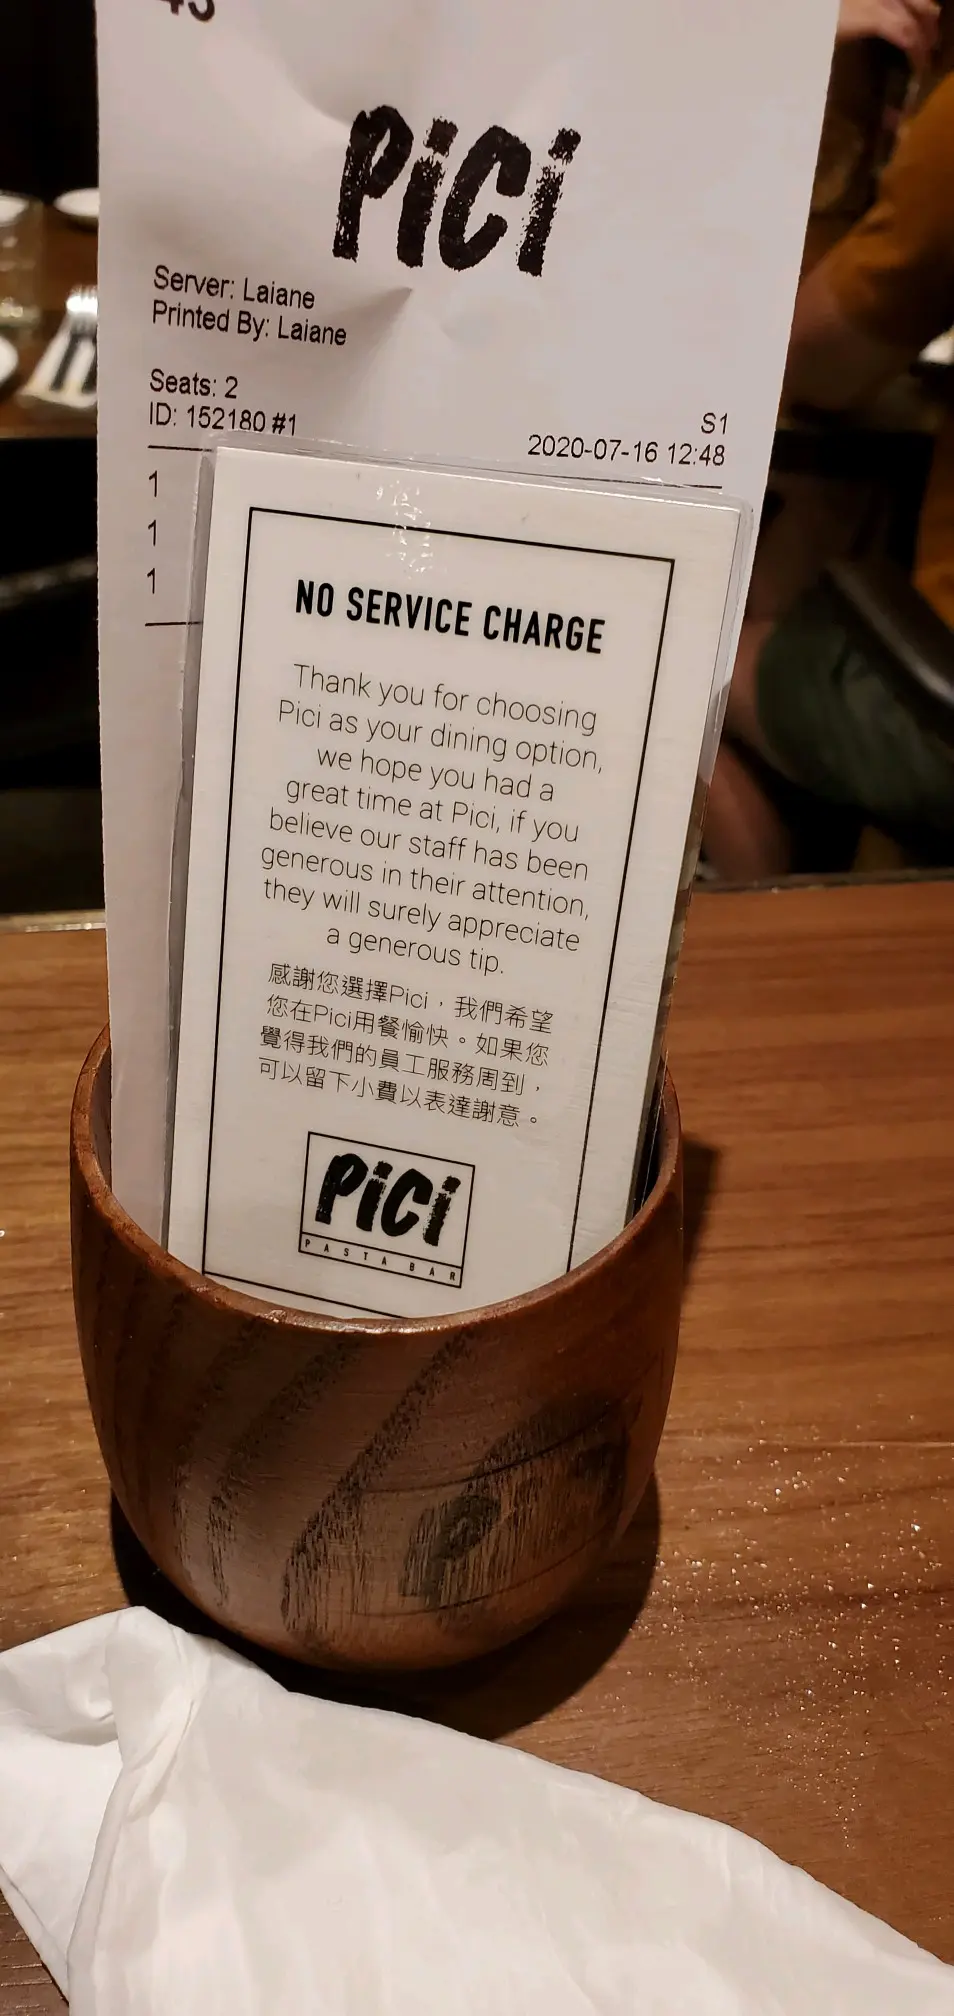 PiCi
Server: Laiane
Printed By: Laiane
Seats: 2
ID: 152180 #1
S1
2020-07-16 12:48
1
1
1
NO SERVICE CHARGE
Thank you for choosing
Pici as your dining option,
we hope you had a
great time at Pici, if you
believe our staff has been
generous in their attention,
they will surely appreciate
a generous tip.
感謝您選擇Pici，我們希望
您在Pici用餐愉快。如果您
覺得我們的員工服務周到，
可以留下小費以表達謝意。
PiCi
PASTA BAR